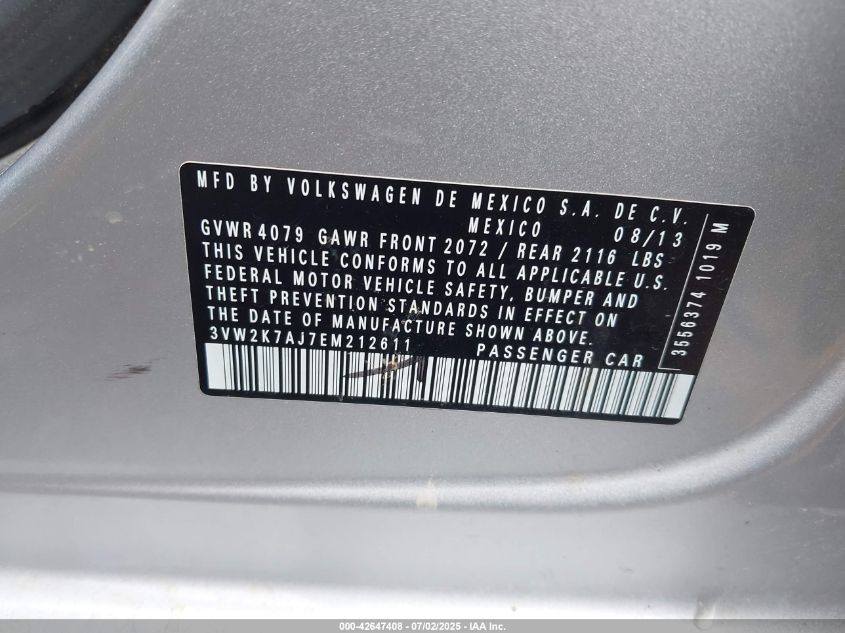 MFD BY VOLKSWAGEN DE MEXICO S.A. DE C.V.
MEXICO 08/13
GVWR 4079 GAWR FRONT 2072 / REAR 2116 LBS
THIS VEHICLE CONFORMS TO ALL APPLICABLE U.S.
FEDERAL MOTOR VEHICLE SAFETY, BUMPER AND
THEFT PREVENTION STANDARDS IN EFFECT ON
THE DATE OF MANUFACTURE SHOWN ABOVE.
3VW2K7AJ7EM212611 PASSENGER CAR
3556374 1019 M
000-42647408 - 07/02/2025 - IAA Inc.